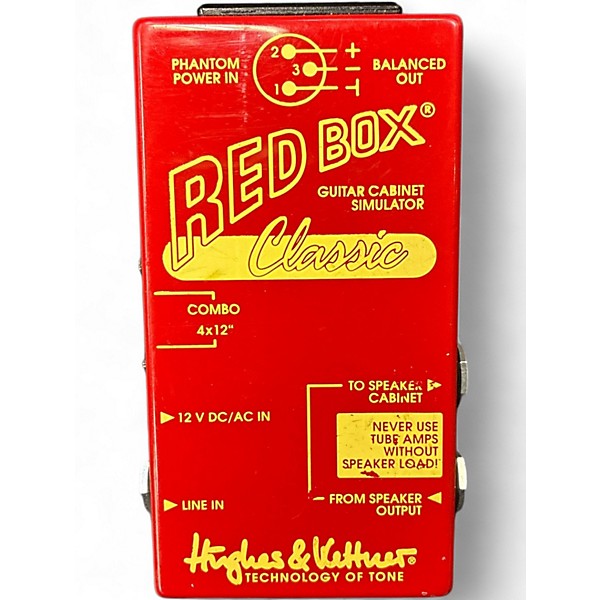 PHANTOM
POWER IN
2 +
3 –
1
BALANCED
OUT
RED BOX®
GUITAR CABINET
SIMULATOR
Classic
COMBO
4x12"
TO SPEAKER
CABINET
12 V DC/AC IN
NEVER USE
TUBE AMPS
WITHOUT
SPEAKER LOAD!
LINE IN
FROM SPEAKER
OUTPUT
Hughes & Kettner®
TECHNOLOGY OF TONE